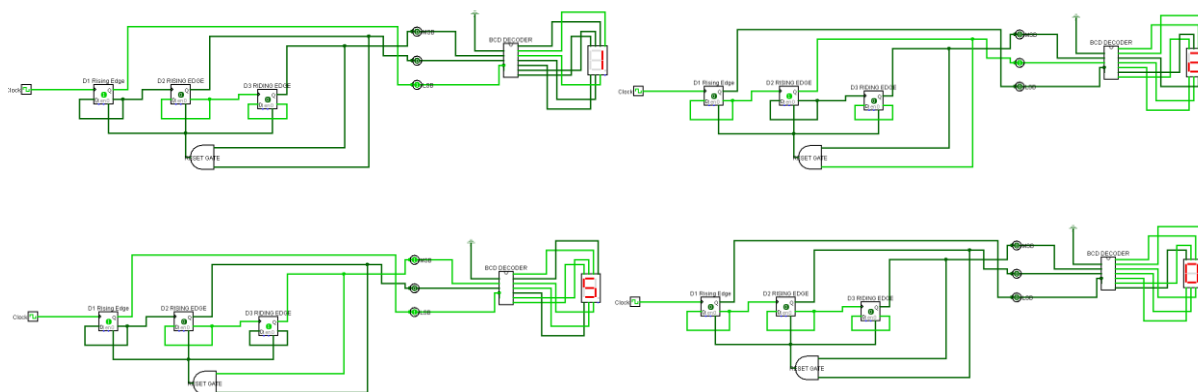 MSB
BCD DECODER
LSB
Clock
D1 Rising Edge
D2 RISING EDGE
D3 RIDING EDGE
RESET GATE
1
MSB
BCD DECODER
LSB
Clock
D1 Rising Edge
D2 RISING EDGE
D3 RIDING EDGE
RESET GATE
MSB
BCD DECODER
LSB
Clock
D1 Rising Edge
D2 RISING EDGE
D3 RIDING EDGE
RESET GATE
5
MSB
BCD DECODER
LSB
Clock
D1 Rising Edge
D2 RISING EDGE
D3 RIDING EDGE
RESET GATE
0